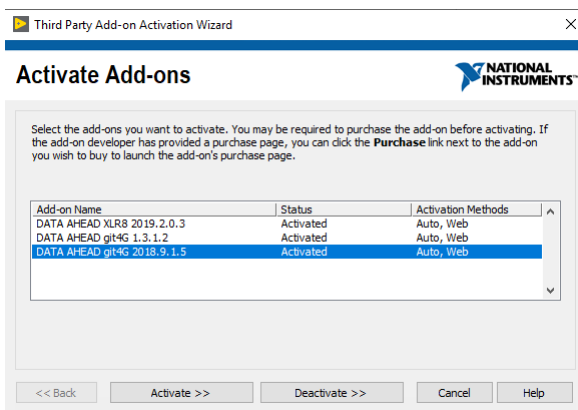 Third Party Add-on Activation Wizard
Activate Add-ons
NATIONAL
INSTRUMENTS™
Select the add-ons you want to activate. You may be required to purchase the add-on before activating. If
the add-on developer has provided a purchase page, you can click the Purchase link next to the add-on
you wish to buy to launch the add-on's purchase page.
Add-on Name Status Activation Methods
DATA AHEAD XLR8 2019.2.0.3 Activated Auto, Web
DATA AHEAD git4G 1.3.1.2 Activated Auto, Web
DATA AHEAD git4G 2018.9.1.5 Activated Auto, Web
<< Back Activate >> Deactivate >> Cancel Help